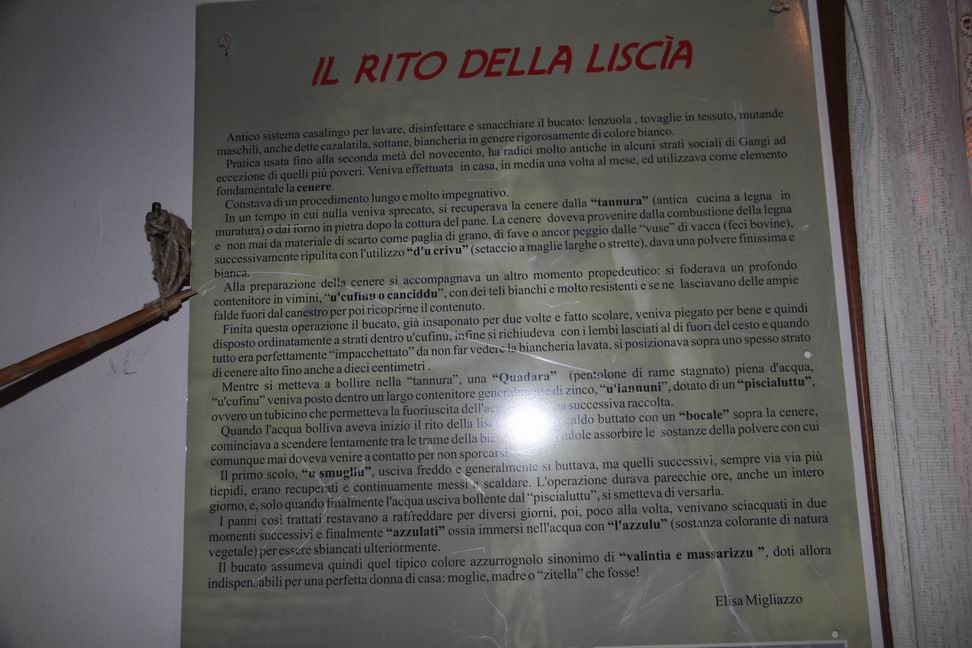 IL RITO DELLA LISCÌA
Antico sistema casalingo per lavare, disinfettare e smacchiare il bucato: lenzuola , tovaglie in tessuto, mutande
maschili, anche dette cazalatila, sottane, biancheria in genere rigorosamente di colore bianco.
Pratica usata fino alla seconda metà del novecento, ha radici molto antiche in alcuni strati sociali di Gangi ad
eccezione di quelli più poveri. Veniva effettuata in casa, in media una volta al mese, ed utilizzava come elemento
fondamentale la cenere.
Constava di un procedimento lungo e molto impegnativo.
In un tempo in cui nulla veniva sprecato, si recuperava la cenere dalla “tannura” (antica cucina a legna in
muratura) o dal forno in pietra dopo la cottura del pane. La cenere doveva provenire dalla combustione della legna
e non mai da materiale di scarto come paglia di grano, di fave o ancor peggio dalle “vuse” di vacca (feci bovine),
successivamente ripulita con l'utilizzo “d'u crivu” (setaccio a maglie larghe o strette), dava una polvere finissima e
bianca.
Alla preparazione della cenere si accompagnava un altro momento propedeutico: si foderava un profondo
contenitore in vimini, “u'cufinu o canciddu”, con dei teli bianchi e molto resistenti e se ne lasciavano delle ampie
falde fuori dal canestro per poi ricoprirne il contenuto.
Finita questa operazione il bucato, già insaponato per due volte e fatto scolare, veniva piegato per bene e quindi
disposto ordinatamente a strati dentro u'cufinu, infine si richiudeva con i lembi lasciati al di fuori del cesto e quando
tutto era perfettamente “impacchettato” da non far vedere la biancheria lavata, si posizionava sopra uno spesso strato
di cenere alto fino anche a dieci centimetri .
Mentre si metteva a bollire nella “tannura”, una “Quadara” (pentolone di rame stagnato) piena d'acqua,
“u'cufinu” veniva posto dentro un largo contenitore generalmente di zinco, “u'iannuni”, dotato di un “piscialuttu”,
ovvero un tubicino che permetteva la fuoriuscita dell'acqua successiva raccolta.
Quando l'acqua bolliva aveva inizio il rito della caldo buttato con un “bocale” sopra la cenere,
cominciava a scendere lentamente tra le trame della assorbire le sostanze della polvere con cui
comunque mai doveva venire a contatto per non sporcarsi
Il primo scolo, “u smugliu”, usciva freddo e generalmente si buttava, ma quelli successivi, sempre via via più
tiepidi, erano recuperati e continuamente messi a scaldare. L'operazione durava parecchie ore, anche un intero
giorno, e, solo quando finalmente l'acqua usciva bollente dal “piscialuttu”, si smetteva di versarla.
I panni così trattati restavano a raffreddare per diversi giorni, poi, poco alla volta, venivano sciacquati in due
momenti successivi e finalmente “azzulati” ossia immersi nell'acqua con “l'azzulu” (sostanza colorante di natura
vegetale) per essere sbiancati ulteriormente.
Il bucato assumeva quindi quel tipico colore azzurrognolo sinonimo di “valintìa e massarizzu ”, doti allora
indispensabili per una perfetta donna di casa: moglie, madre o “zitella” che fosse!
Elisa Migliazzo